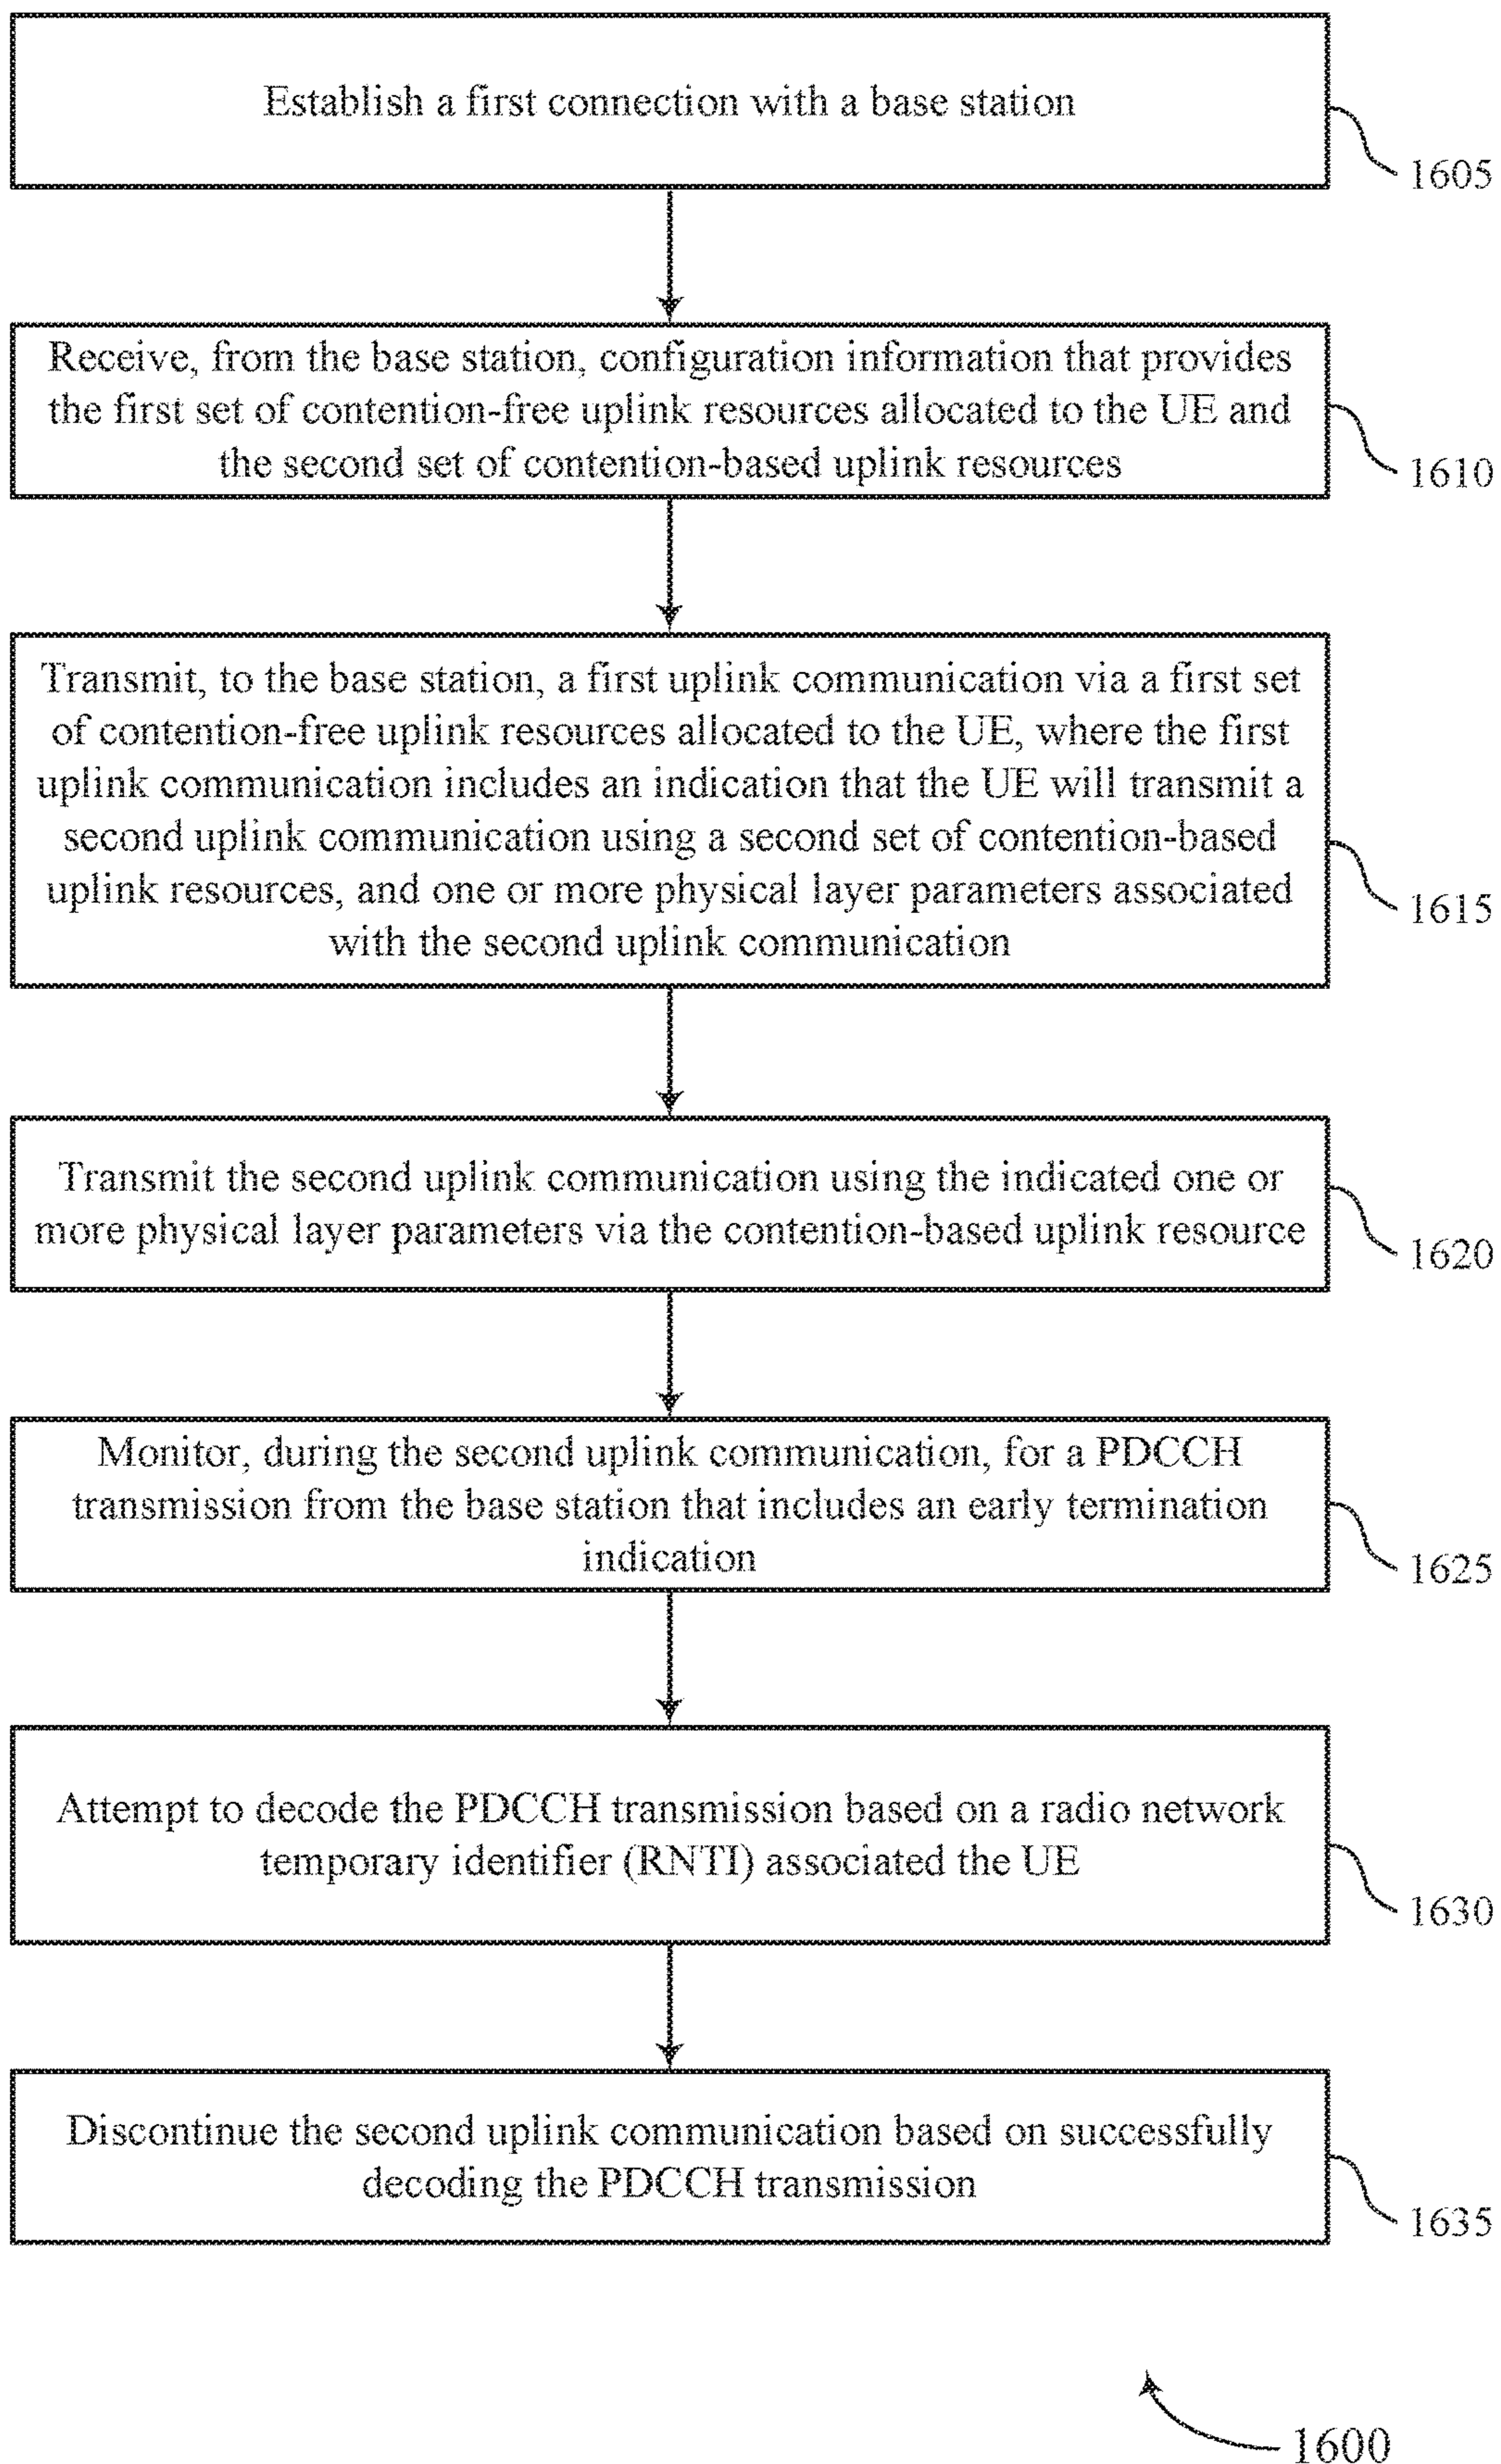 Establish a first connection with a base station
1605
Receive, from the base station, configuration information that provides
the first set of contention-free uplink resources allocated to the UE and
the second set of contention-based uplink resources
1610
Transmit, to the base station, a first uplink communication via a first set
of contention-free uplink resources allocated to the UE, where the first
uplink communication includes an indication that the UE will transmit a
second uplink communication using a second set of contention-based
uplink resources, and one or more physical layer parameters associated
with the second uplink communication
1615
Transmit the second uplink communication using the indicated one or
more physical layer parameters via the contention-based uplink resource
1620
Monitor, during the second uplink communication, for a PDCCH
transmission from the base station that includes an early termination
indication
1625
Attempt to decode the PDCCH transmission based on a radio network
temporary identifier (RNTI) associated the UE
1630
Discontinue the second uplink communication based on successfully
decoding the PDCCH transmission
1635
1600